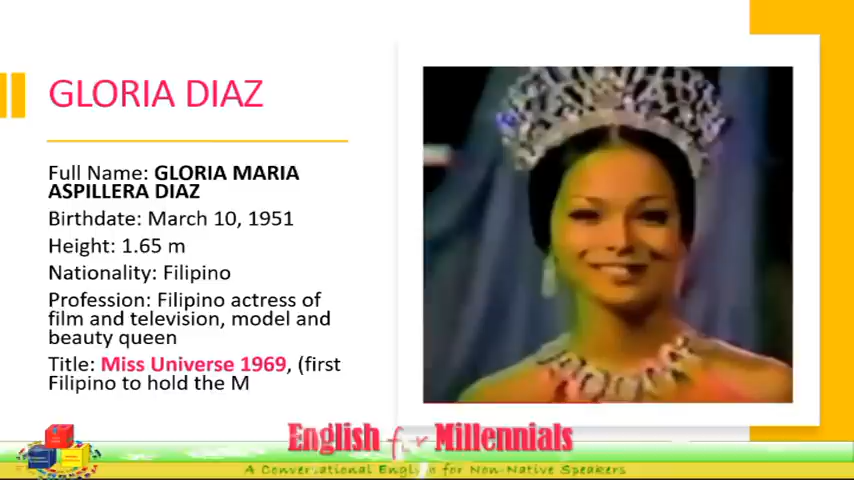 GLORIA DIAZ
Full Name: GLORIA MARIA
ASPILLERA DIAZ
Birthdate: March 10, 1951
Height: 1.65 m
Nationality: Filipino
Profession: Filipino actress of
film and television, model and
beauty queen
Title: Miss Universe 1969, (first
Filipino to hold the M
English for Millennials
A Conversational English for Non-Native Speakers